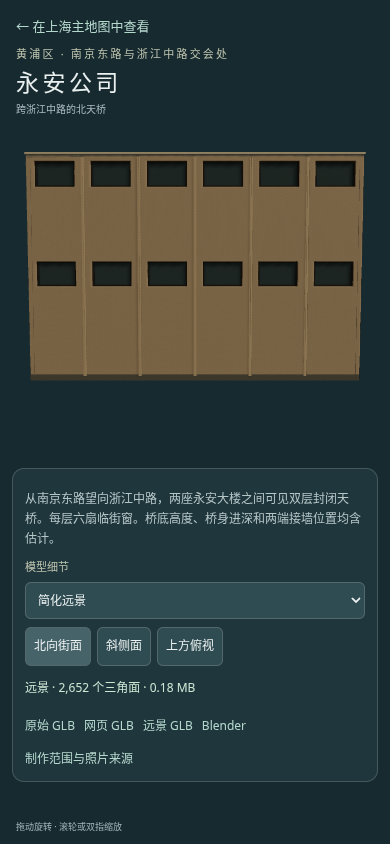 ← 在上海主地图中查看
黄浦区 · 南京东路与浙江中路交会处
永安公司
跨浙江中路的北天桥
从南京东路望向浙江中路，两座永安大楼之间可见双层封闭天
桥。每层六扇临街窗。桥底高度、桥身进深和两端接墙位置均含
估计。
模型细节
简化远景
北向街面 斜侧面 上方俯视
远景 · 2,652 个三角面 · 0.18 MB
原始 GLB 网页 GLB 远景 GLB Blender
制作范围与照片来源
拖动旋转 · 滚轮或双指缩放